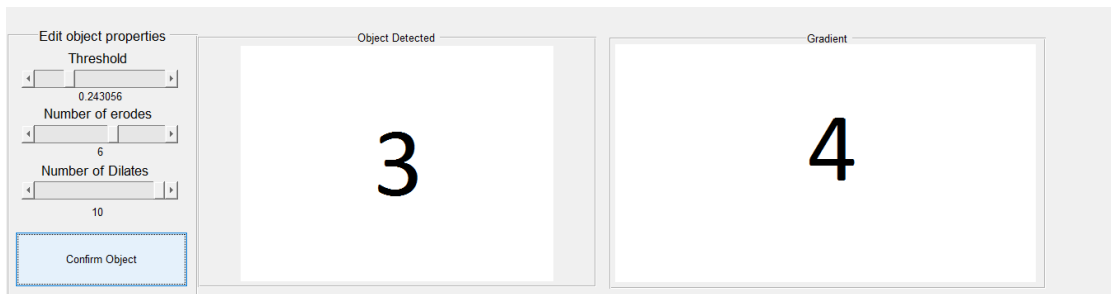 Edit object properties
Threshold
0.243056
Number of erodes
6
Number of Dilates
10
Confirm Object
Object Detected
3
Gradient
4